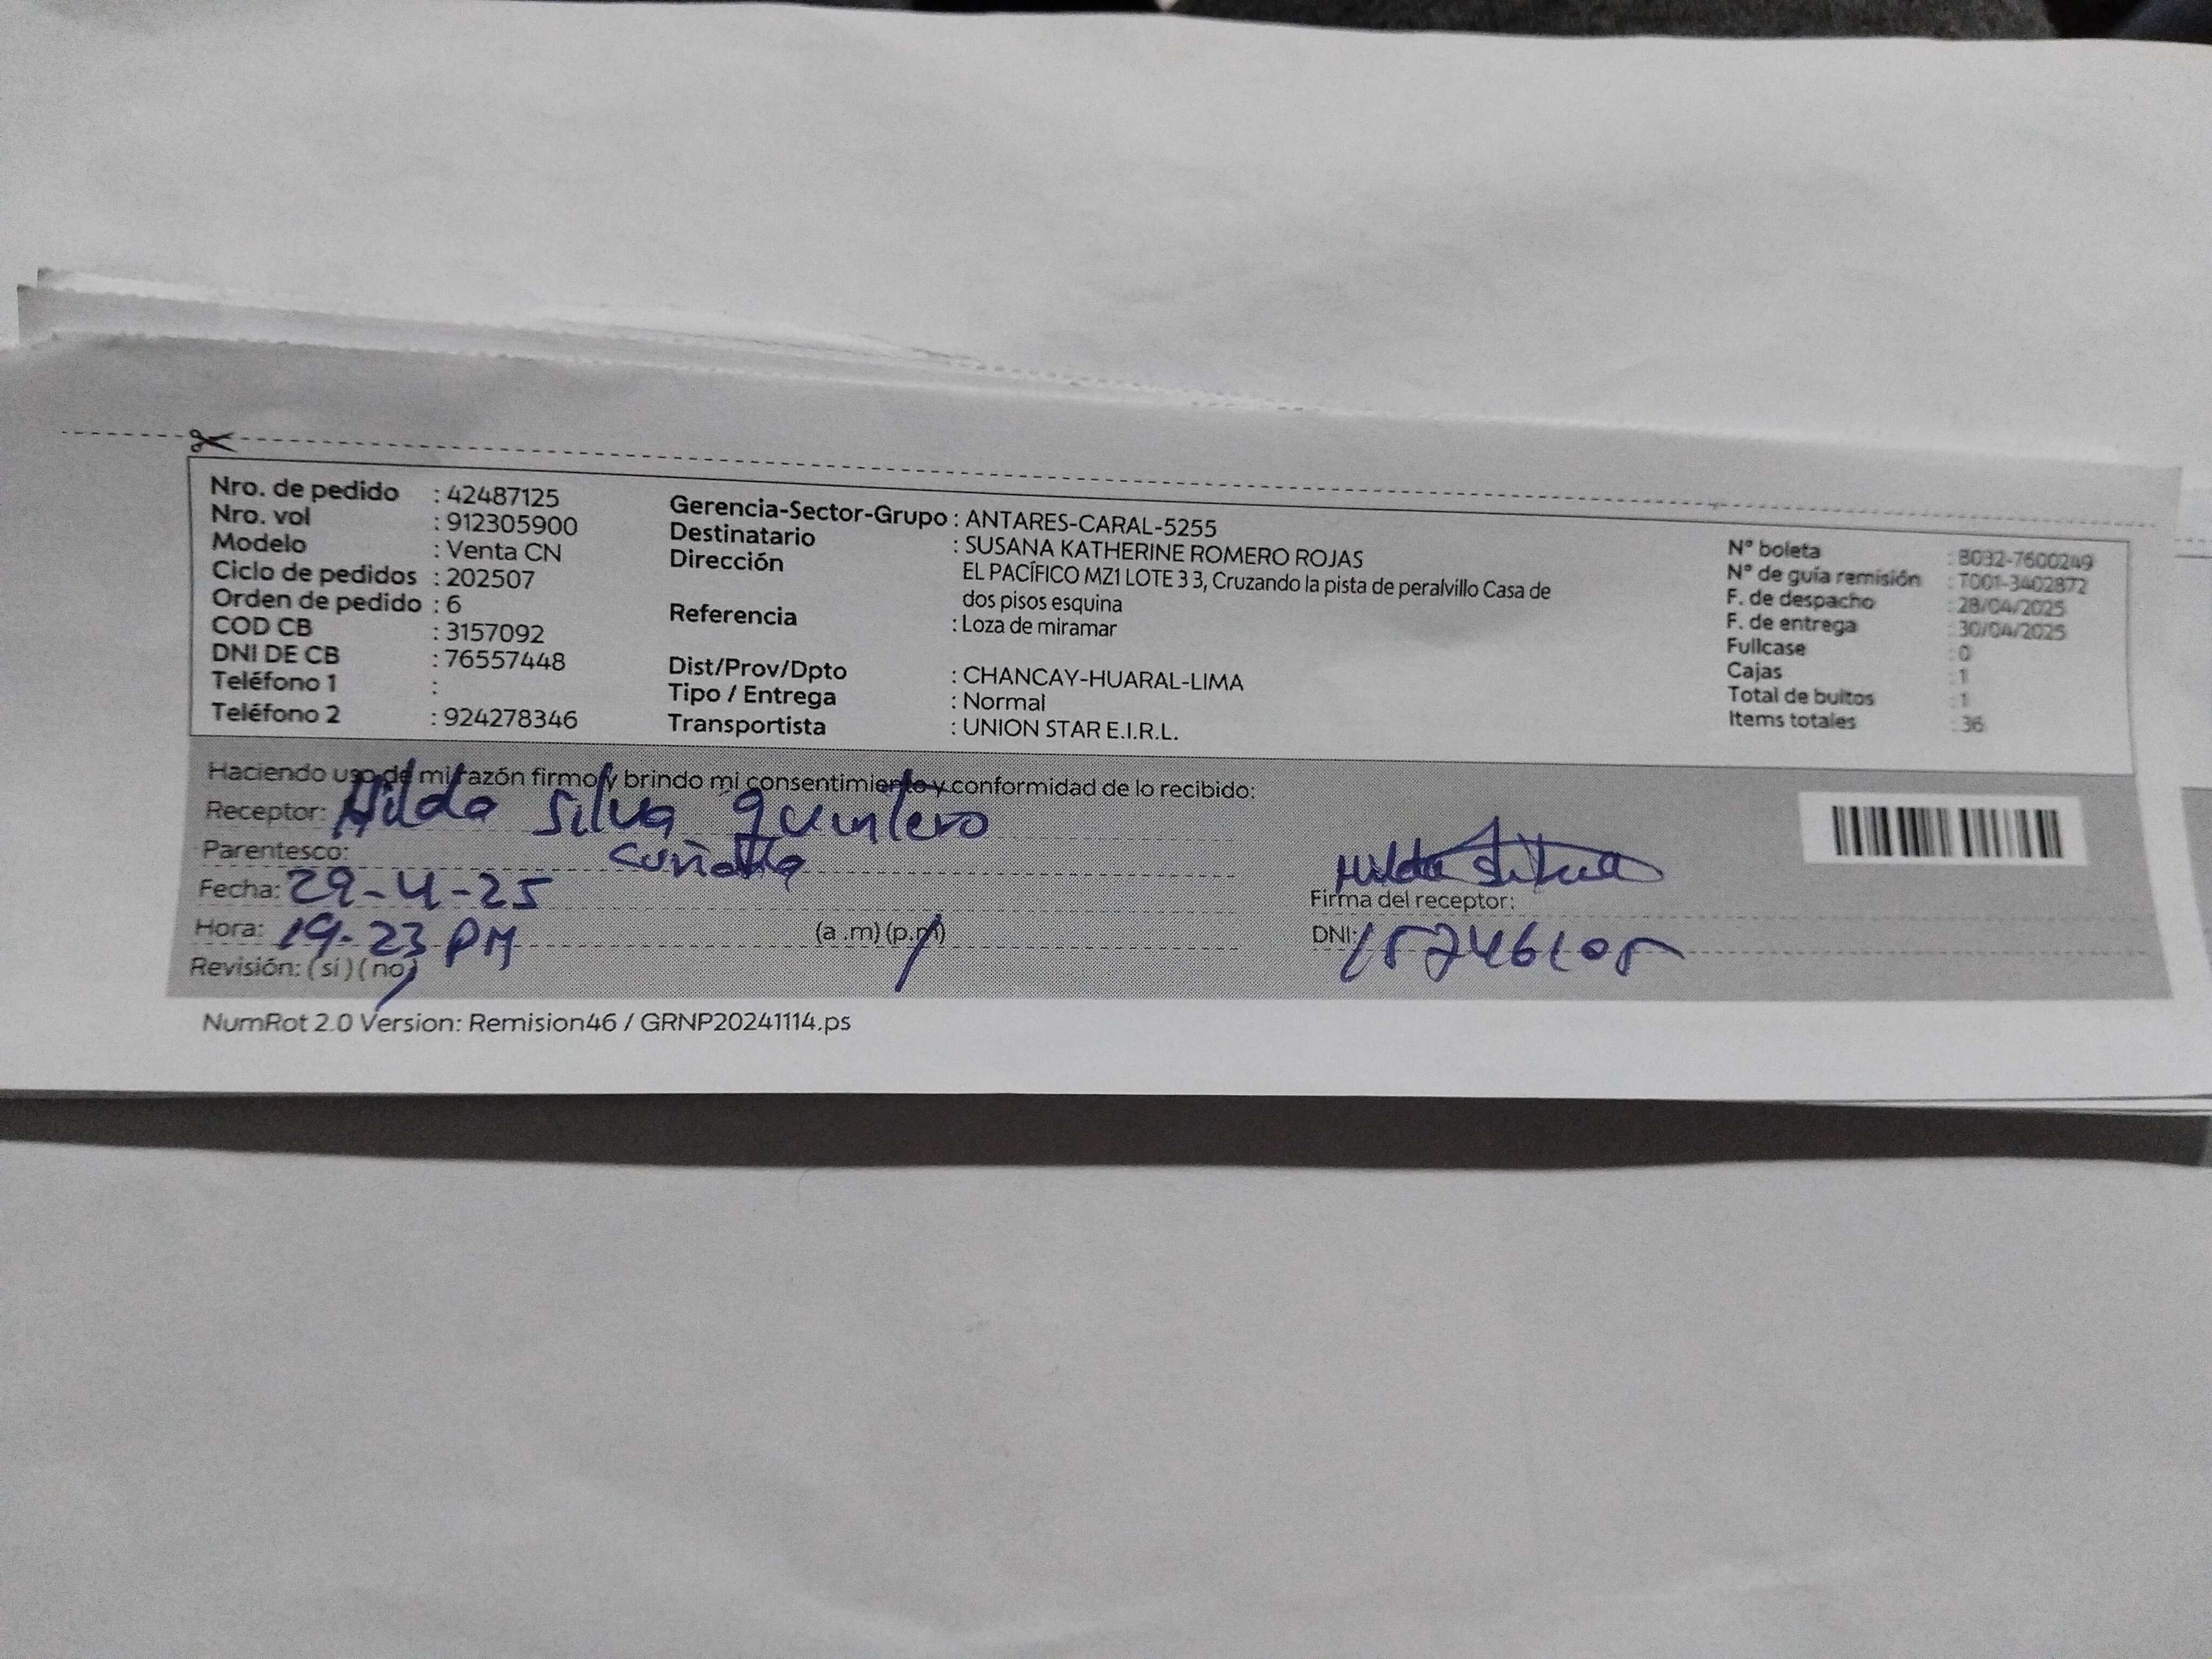 Nro. de pedido : 42487125
Nro. vol : 912305900
Modelo : Venta CN
Ciclo de pedidos : 202507
Orden de pedido : 6
COD CB : 3157092
DNI DE CB : 76557448
Teléfono 1 :
Teléfono 2 : 924278346
Gerencia-Sector-Grupo : ANTARES-CARAL-5255
Destinatario : SUSANA KATHERINE ROMERO ROJAS
Dirección EL PACÍFICO MZ1 LOTE 3 3, Cruzando la pista de peralvillo Casa de
dos pisos esquina
Referencia : Loza de miramar
Dist/Prov/Dpto : CHANCAY-HUARAL-LIMA
Tipo / Entrega : Normal
Transportista : UNION STAR E.I.R.L.
N° boleta : B032-7600249
N° de guía remisión : T001-3402872
F. de despacho : 28/04/2025
F. de entrega : 30/04/2025
Fullcase : 0
Cajas : 1
Total de bultos : 1
Items totales : 36
Haciendo uso de mi razón firmo y brindo mi consentimiento y conformidad de lo recibido:
Receptor: Hilda Silva quintero
Parentesco: cuñada
Fecha: 29-4-25
Hora: 19-23 PM (a .m) (p.m)
Revisión: (si) (no)
Hilda Silva
Firma del receptor:
DNI:
NumRot 2.0 Version: Remision46 / GRNP20241114.ps